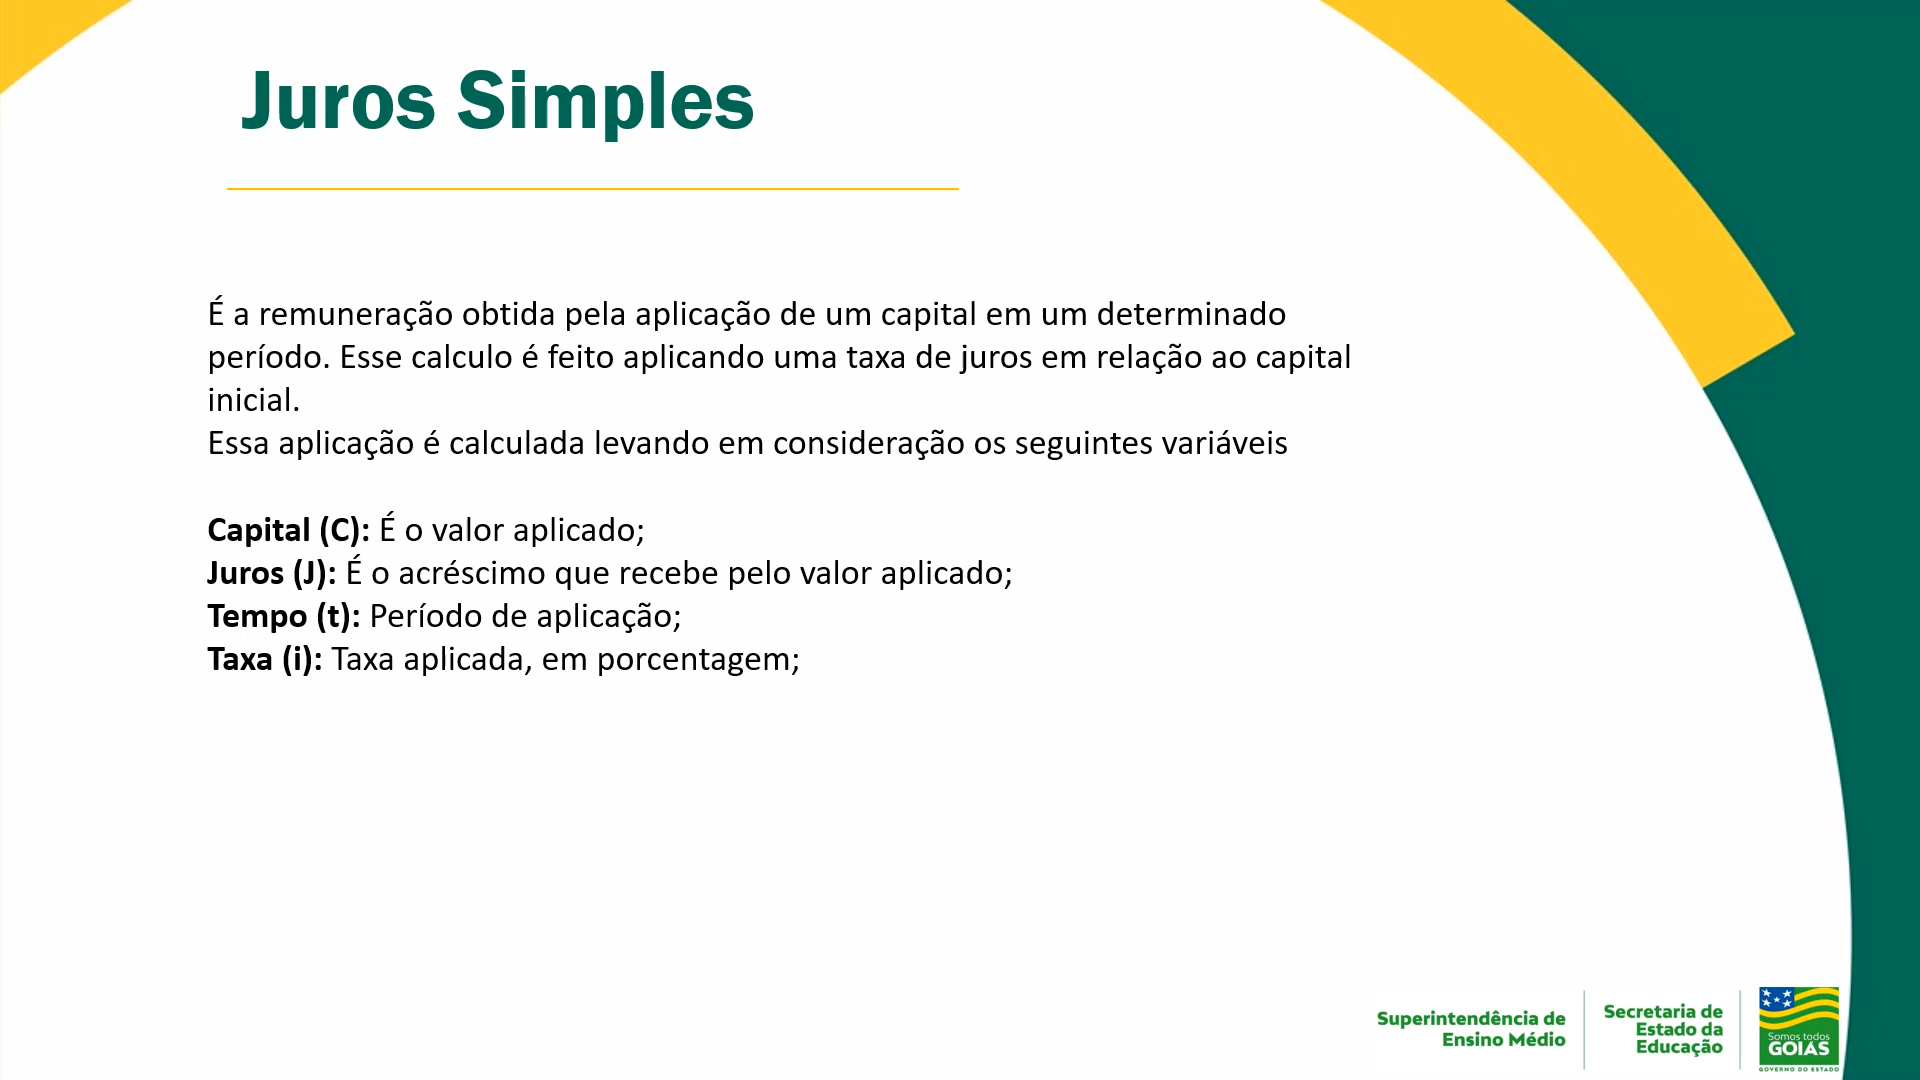 Juros Simples
É a remuneração obtida pela aplicação de um capital em um determinado
período. Esse calculo é feito aplicando uma taxa de juros em relação ao capital
inicial.
Essa aplicação é calculada levando em consideração os seguintes variáveis
Capital (C): É o valor aplicado;
Juros (J): É o acréscimo que recebe pelo valor aplicado;
Tempo (t): Período de aplicação;
Taxa (i): Taxa aplicada, em porcentagem;
Superintendência de
Ensino Médio
Secretaria de
Estado da
Educação
Somos todos
GOIÁS
GOVERNO DO ESTADO